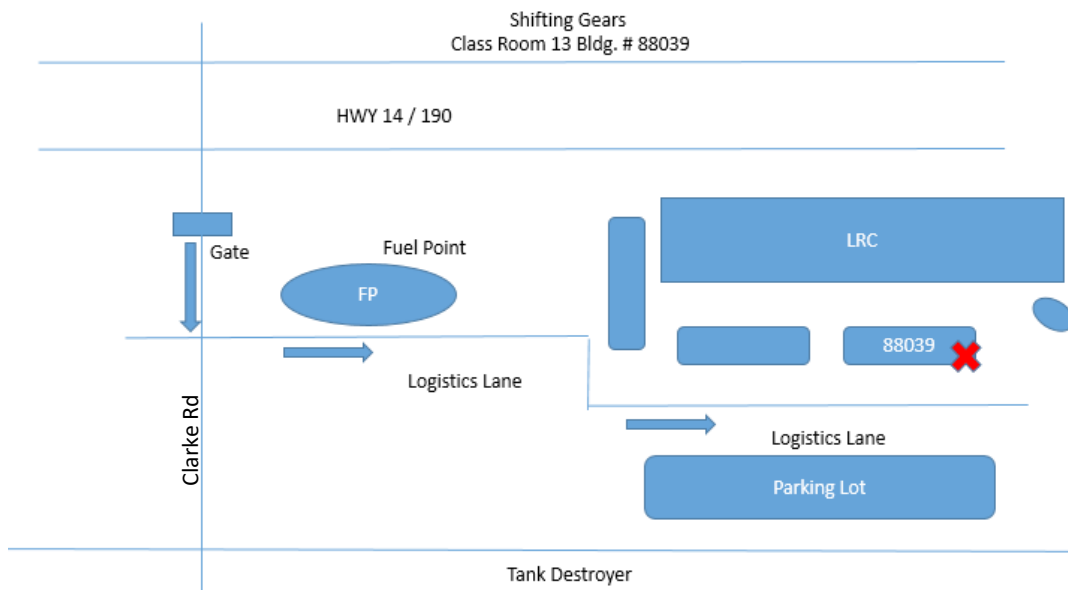 Shifting Gears
Class Room 13 Bldg. # 88039
HWY 14 / 190
Gate
Fuel Point
FP
LRC
88039
Logistics Lane
Clarke Rd
Logistics Lane
Parking Lot
Tank Destroyer